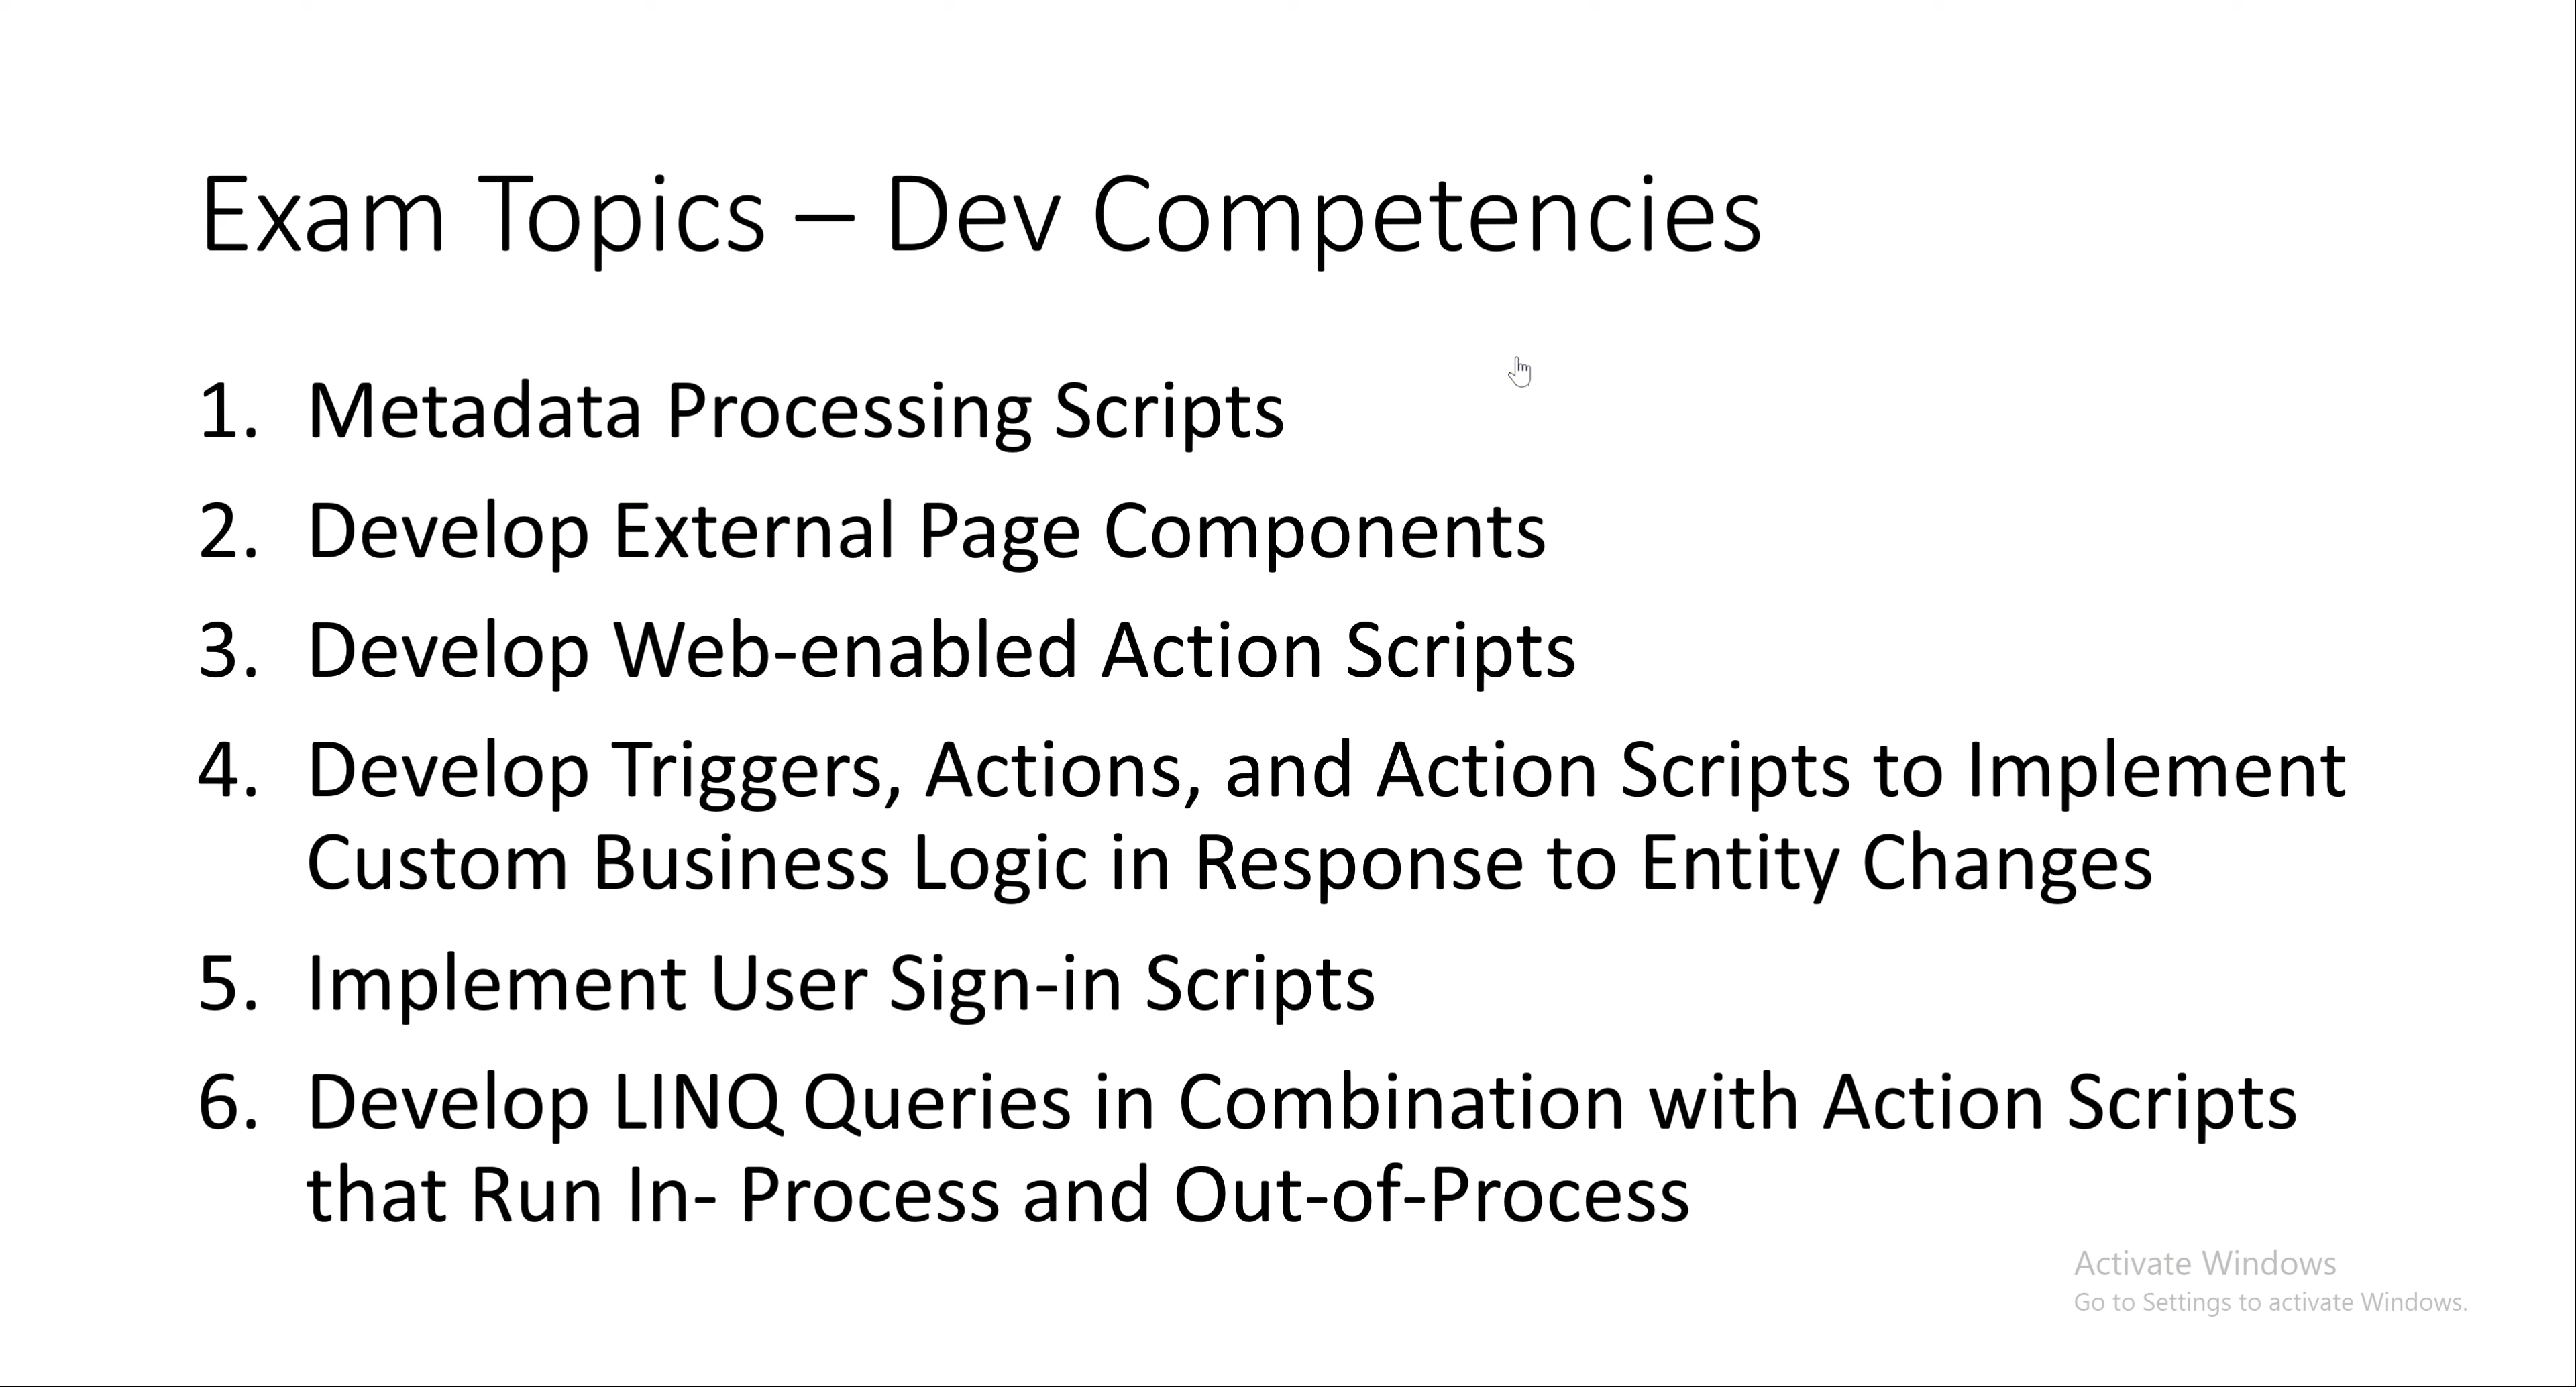 Exam Topics – Dev Competencies
1. Metadata Processing Scripts
2. Develop External Page Components
3. Develop Web-enabled Action Scripts
4. Develop Triggers, Actions, and Action Scripts to Implement
Custom Business Logic in Response to Entity Changes
5. Implement User Sign-in Scripts
6. Develop LINQ Queries in Combination with Action Scripts
that Run In- Process and Out-of-Process
Activate Windows
Go to Settings to activate Windows.